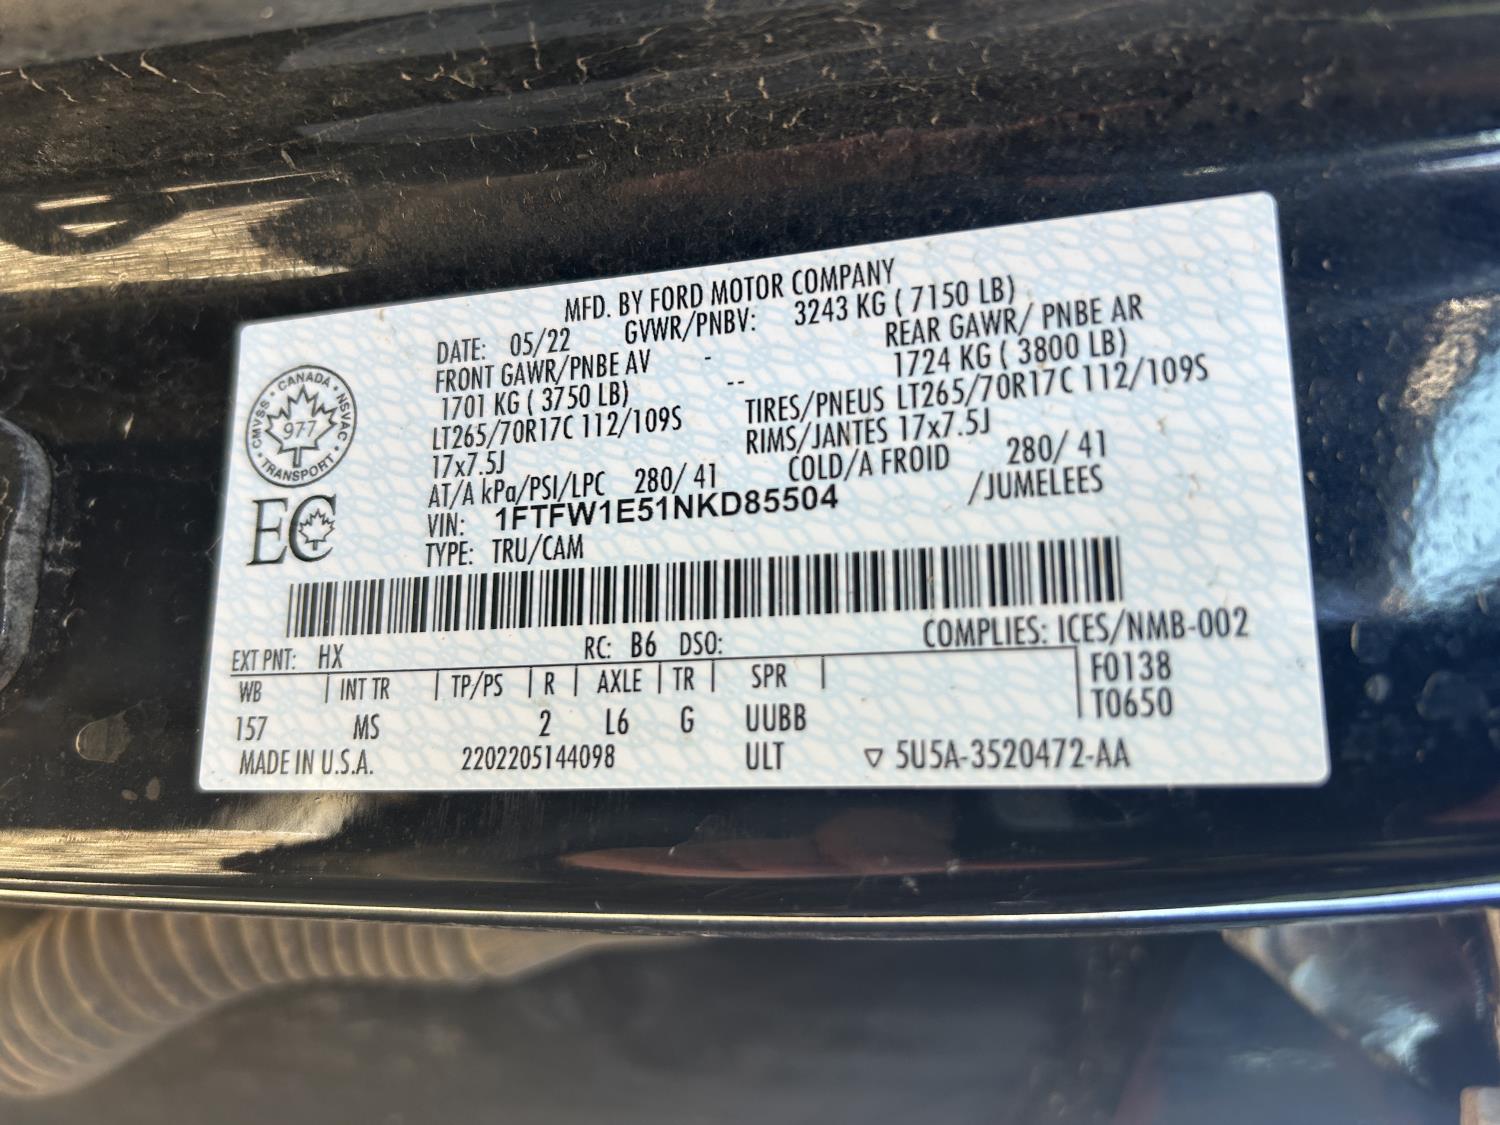 MFD. BY FORD MOTOR COMPANY
DATE: 05/22 GVWR/PNBV: 3243 KG ( 7150 LB)
FRONT GAWR/PNBE AV - REAR GAWR/ PNBE AR
1701 KG ( 3750 LB) -- 1724 KG ( 3800 LB)
LT265/70R17C 112/109S TIRES/PNEUS LT265/70R17C 112/109S
17x7.5J RIMS/JANTES 17x7.5J
AT/A kPa/PSI/LPC 280/ 41 COLD/A FROID 280/ 41
VIN: 1FTFW1E51NKD85504 /JUMELEES
TYPE: TRU/CAM
CANADA
CMVSS NSVAC
977
TRANSPORT
EC
EXT PNT: HX RC: B6 DSO: COMPLIES: ICES/NMB-002
WB | INT TR | TP/PS | R | AXLE | TR | SPR | F0138
157 MS 2 L6 G UUBB T0650
MADE IN U.S.A. 2202205144098 ULT ▽ 5U5A-3520472-AA